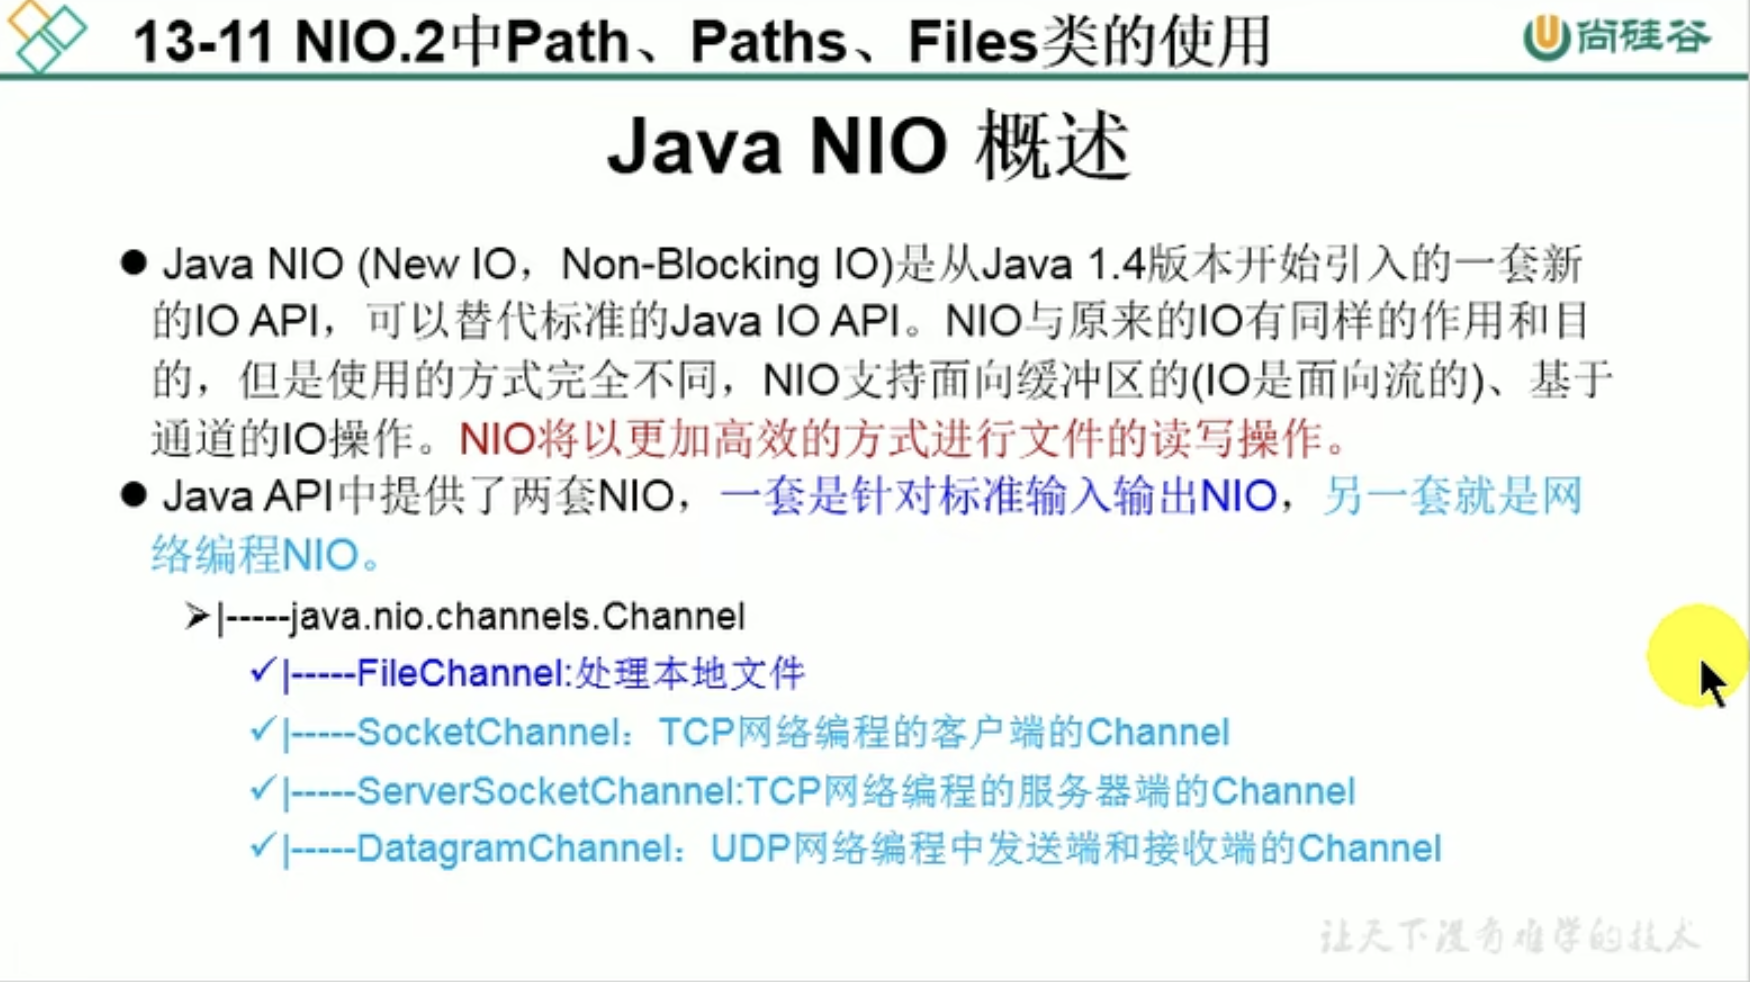 13-11 NIO.2中Path、Paths、Files类的使用
尚硅谷
Java NIO 概述
● Java NIO (New IO，Non-Blocking IO)是从Java 1.4版本开始引入的一套新
的IO API，可以替代标准的Java IO API。NIO与原来的IO有同样的作用和目
的，但是使用的方式完全不同，NIO支持面向缓冲区的(IO是面向流的)、基于
通道的IO操作。NIO将以更加高效的方式进行文件的读写操作。
● Java API中提供了两套NIO，一套是针对标准输入输出NIO，另一套就是网
络编程NIO。
➢|-----java.nio.channels.Channel
✓|-----FileChannel:处理本地文件
✓|-----SocketChannel：TCP网络编程的客户端的Channel
✓|-----ServerSocketChannel:TCP网络编程的服务器端的Channel
✓|-----DatagramChannel：UDP网络编程中发送端和接收端的Channel
让天下没有难学的技术